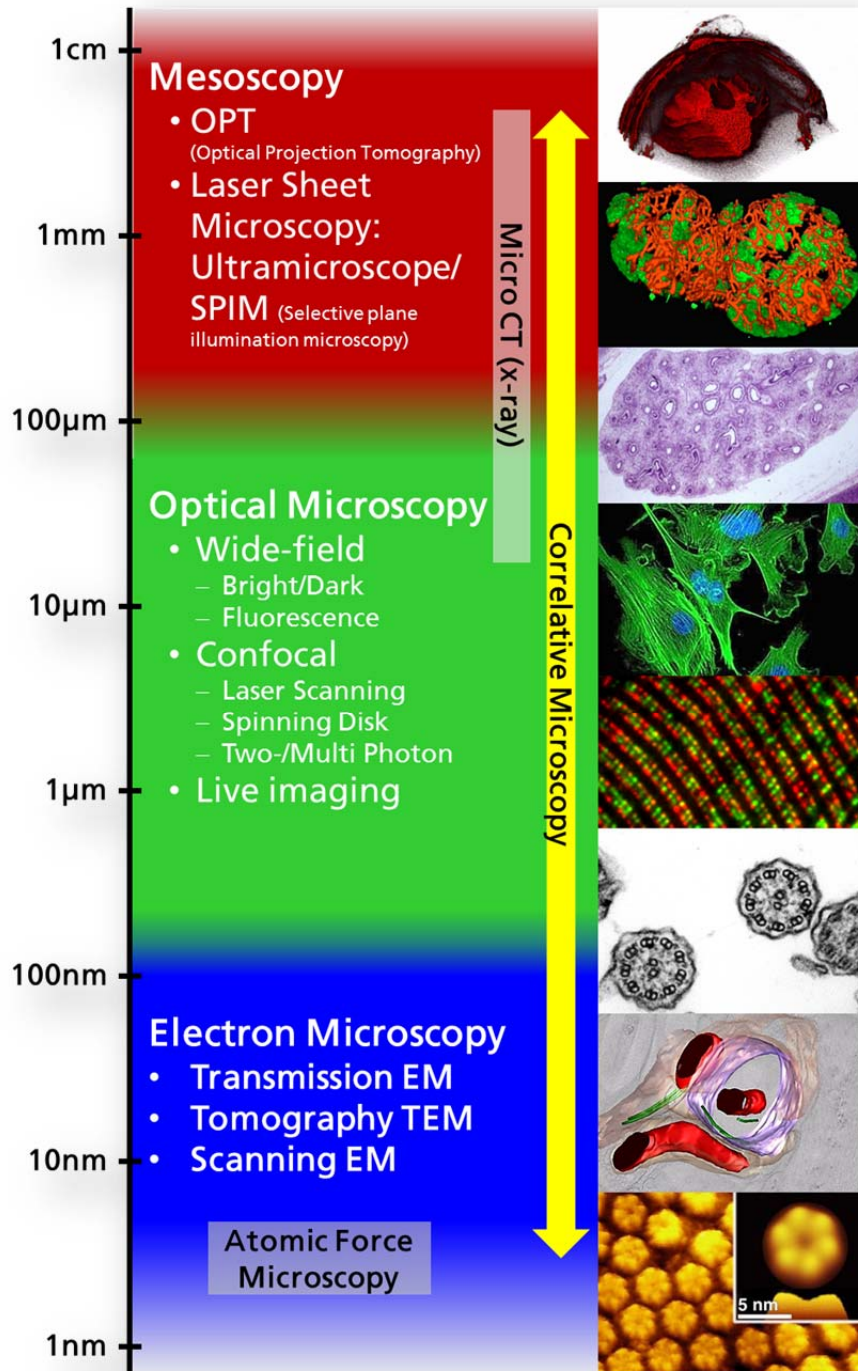 1cm
Mesoscopy
• OPT
(Optical Projection Tomography)
• Laser Sheet
Microscopy:
Ultramicroscope/
SPIM (Selective plane
illumination microscopy)
1mm
100µm
Micro CT (x-ray)
Correlative Microscopy
Optical Microscopy
• Wide-field
– Bright/Dark
– Fluorescence
10µm
• Confocal
– Laser Scanning
– Spinning Disk
– Two-/Multi Photon
1µm
• Live imaging
100nm
Electron Microscopy
• Transmission EM
• Tomography TEM
• Scanning EM
10nm
Atomic Force
Microscopy
5 nm
1nm